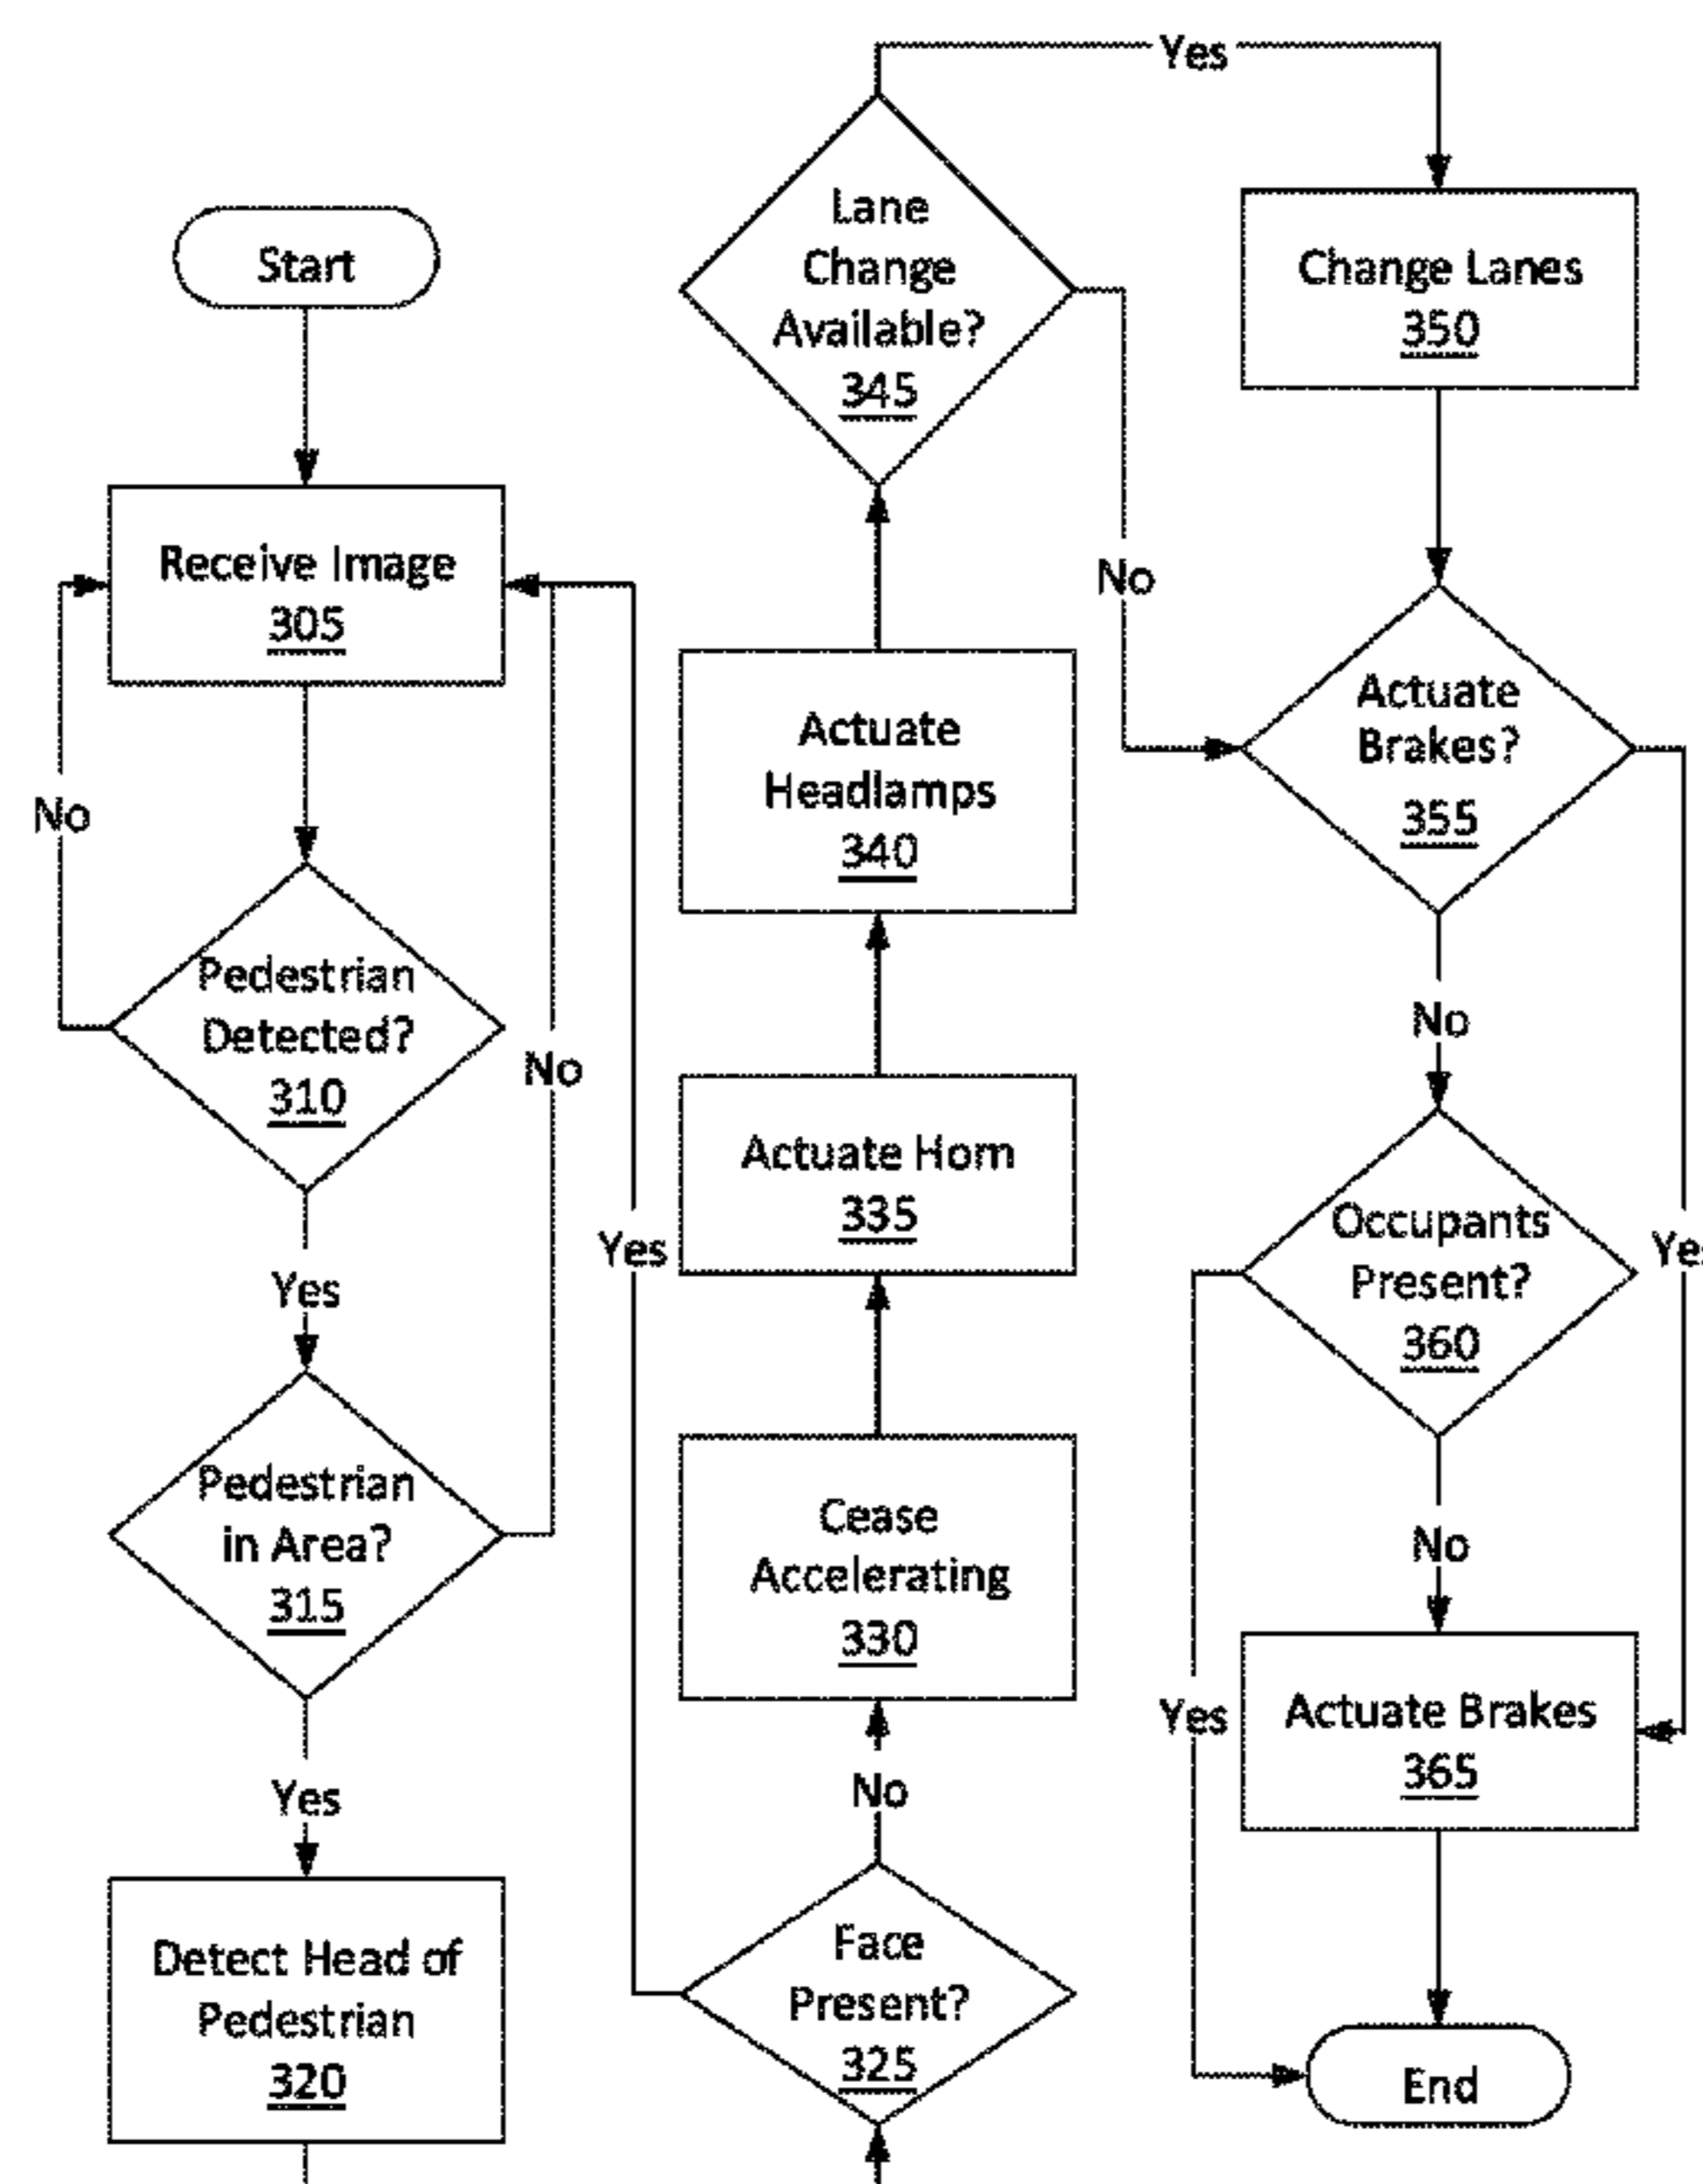 Start
Receive Image
305
No
Pedestrian
Detected?
310
No
Yes
Pedestrian
in Area?
315
Yes
Detect Head of
Pedestrian
320
Yes
Face
Present?
325
No
Cease
Accelerating
330
Actuate Horn
335
Actuate
Headlamps
340
Lane
Change
Available?
345
Yes
No
Change Lanes
350
Actuate
Brakes?
355
No
Yes
Occupants
Present?
360
Yes
No
Actuate Brakes
365
End